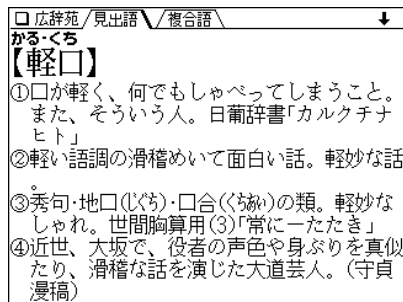 広辞苑 見出語 複合語 ↓
かる・くち
【軽口】
①口が軽く、何でもしゃべってしまうこと。
また、そういう人。日葡辞書「カルクチナ
ヒト」
②軽い語調の滑稽めいて面白い話。軽妙な話
。
③秀句・地口(じぐち)・口合(くちあい)の類。軽妙な
しゃれ。世間胸算用(3)「常に一たたき」
④近世、大坂で、役者の声色や身ぶりを真似
たり、滑稽な話を演じた大道芸人。(守貞
漫稿)